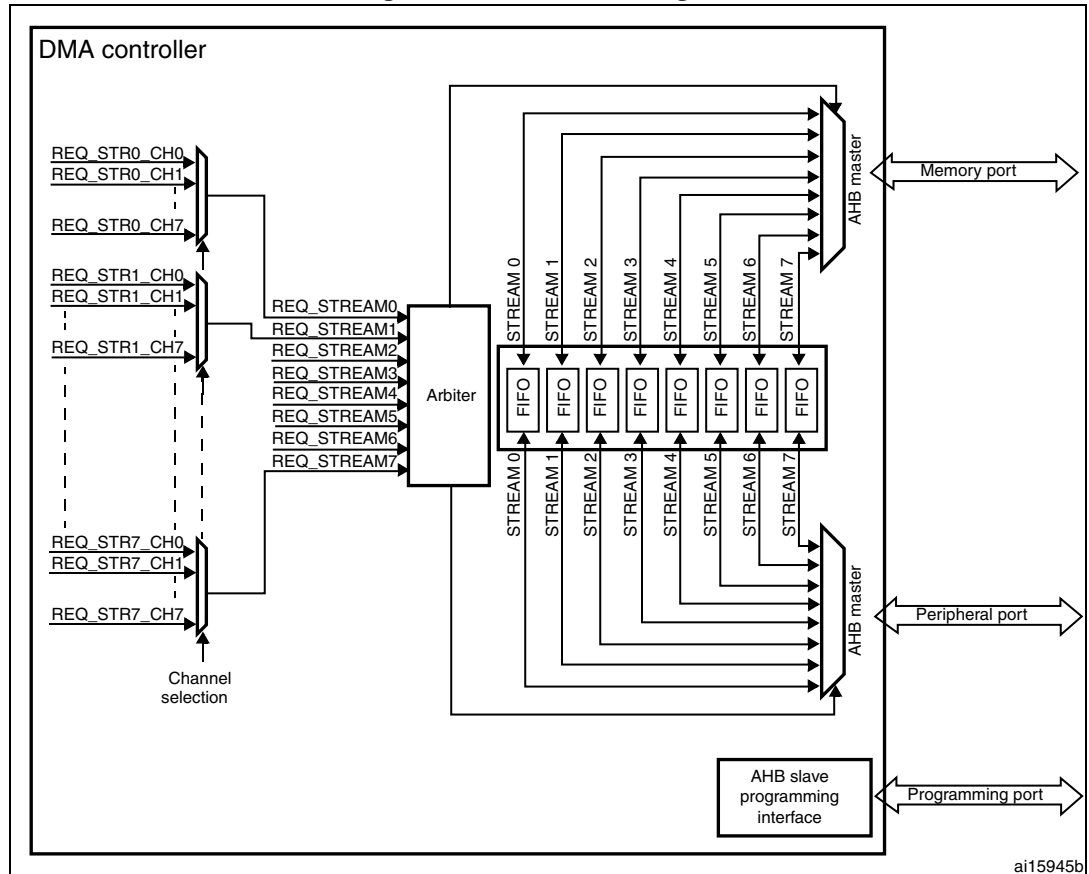 DMA controller
REQ_STR0_CH0
REQ_STR0_CH1
REQ_STR0_CH7
REQ_STR1_CH0
REQ_STR1_CH1
REQ_STR1_CH7
REQ_STR7_CH0
REQ_STR7_CH1
REQ_STR7_CH7
Channel
selection
REQ_STREAM0
REQ_STREAM1
REQ_STREAM2
REQ_STREAM3
REQ_STREAM4
REQ_STREAM5
REQ_STREAM6
REQ_STREAM7
Arbiter
STREAM 0
STREAM 1
STREAM 2
STREAM 3
STREAM 4
STREAM 5
STREAM 6
STREAM 7
FIFO
FIFO
FIFO
FIFO
FIFO
FIFO
FIFO
FIFO
STREAM 0
STREAM 1
STREAM 2
STREAM 3
STREAM 4
STREAM 5
STREAM 6
STREAM 7
AHB master
Memory port
AHB master
Peripheral port
AHB slave
programming
interface
Programming port
ai15945b